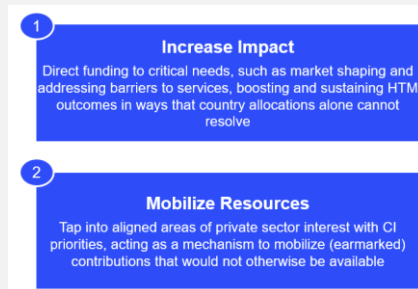 1
Increase Impact
Direct funding to critical needs, such as market shaping and
addressing barriers to services, boosting and sustaining HTM
outcomes in ways that country allocations alone cannot
resolve
2
Mobilize Resources
Tap into aligned areas of private sector interest with CI
priorities, acting as a mechanism to mobilize (earmarked)
contributions that would not otherwise be available